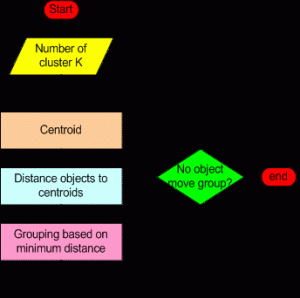 Start
Number of
cluster K
Centroid
Distance objects to
centroids
Grouping based on
minimum distance
No object
move group?
end